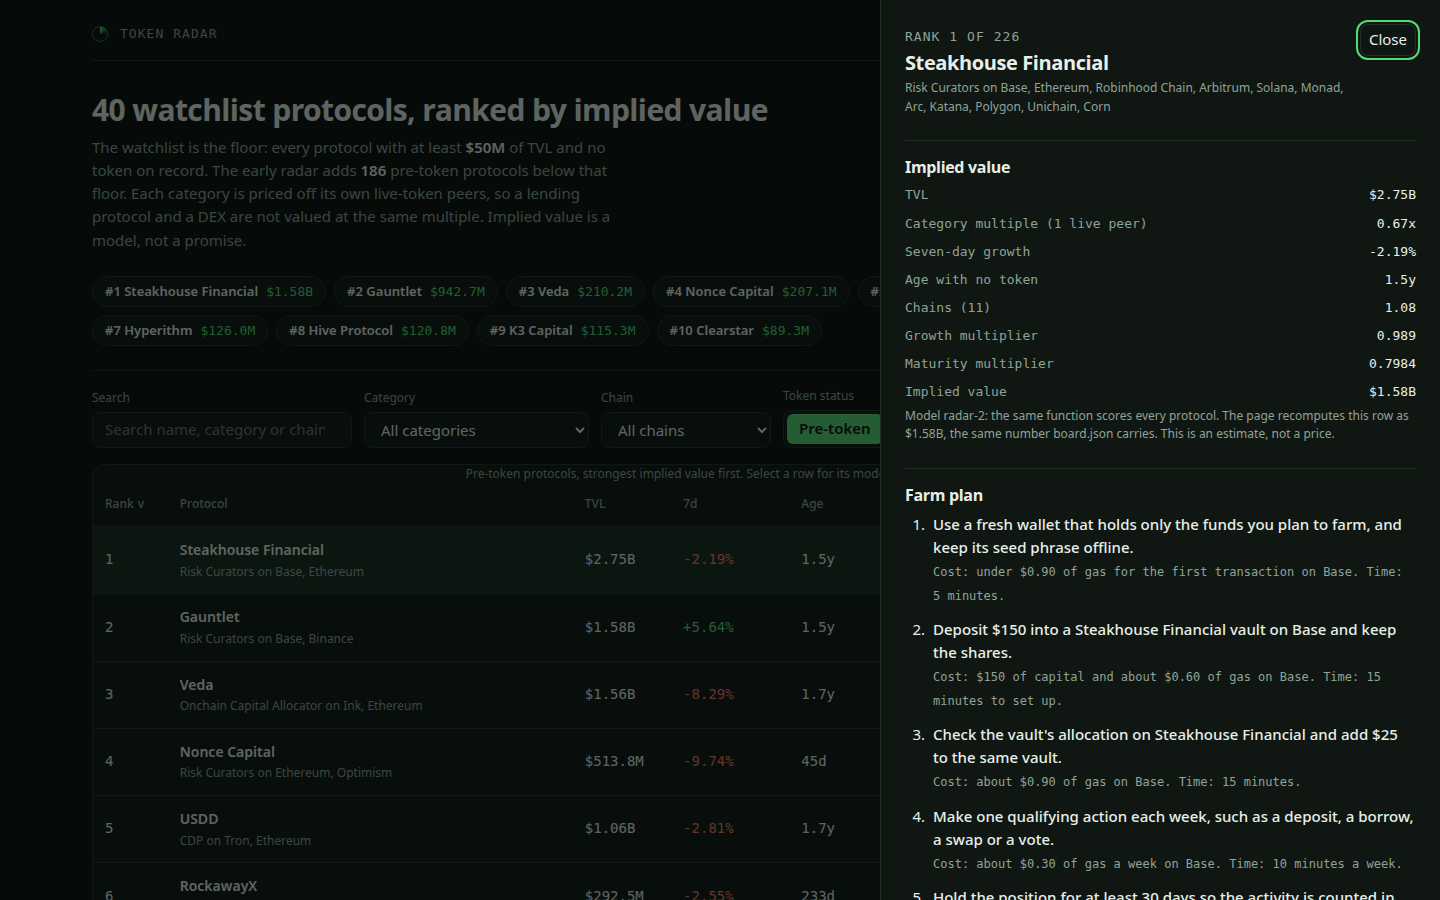 TOKEN RADAR
40 watchlist protocols, ranked by implied value
The watchlist is the floor: every protocol with at least $50M of TVL and no
token on record. The early radar adds 186 pre-token protocols below that
floor. Each category is priced off its own live-token peers, so a lending
protocol and a DEX are not valued at the same multiple. Implied value is a
model, not a promise.
#1 Steakhouse Financial $1.58B #2 Gauntlet $942.7M #3 Veda $210.2M #4 Nonce Capital $207.1M
#7 Hyperithm $126.0M #8 Hive Protocol $120.8M #9 K3 Capital $115.3M #10 Clearstar $89.3M
Search Category Chain Token status
Search name, category or chain All categories All chains Pre-token
Pre-token protocols, strongest implied value first. Select a row for its
Rank v Protocol TVL 7d Age
1 Steakhouse Financial $2.75B -2.19% 1.5y
Risk Curators on Base, Ethereum
2 Gauntlet $1.58B +5.64% 1.5y
Risk Curators on Base, Binance
3 Veda $1.56B -8.29% 1.7y
Onchain Capital Allocator on Ink, Ethereum
4 Nonce Capital $513.8M -9.74% 45d
Risk Curators on Ethereum, Optimism
5 USDD $1.06B -2.81% 1.7y
CDP on Tron, Ethereum
6 RockawayX $292.5M -2.55% 233d
RANK 1 OF 226
Close
Steakhouse Financial
Risk Curators on Base, Ethereum, Robinhood Chain, Arbitrum, Solana, Monad,
Arc, Katana, Polygon, Unichain, Corn
Implied value
TVL $2.75B
Category multiple (1 live peer) 0.67x
Seven-day growth -2.19%
Age with no token 1.5y
Chains (11) 1.08
Growth multiplier 0.989
Maturity multiplier 0.7984
Implied value $1.58B
Model radar-2: the same function scores every protocol. The page recomputes this row as
$1.58B, the same number board.json carries. This is an estimate, not a price.
Farm plan
1. Use a fresh wallet that holds only the funds you plan to farm, and
keep its seed phrase offline.
Cost: under $0.90 of gas for the first transaction on Base. Time:
5 minutes.
2. Deposit $150 into a Steakhouse Financial vault on Base and keep
the shares.
Cost: $150 of capital and about $0.60 of gas on Base. Time: 15
minutes to set up.
3. Check the vault's allocation on Steakhouse Financial and add $25
to the same vault.
Cost: about $0.90 of gas on Base. Time: 15 minutes.
4. Make one qualifying action each week, such as a deposit, a borrow,
a swap or a vote.
Cost: about $0.30 of gas a week on Base. Time: 10 minutes a week.
5. Hold the position for at least 30 days so the activity is counted in